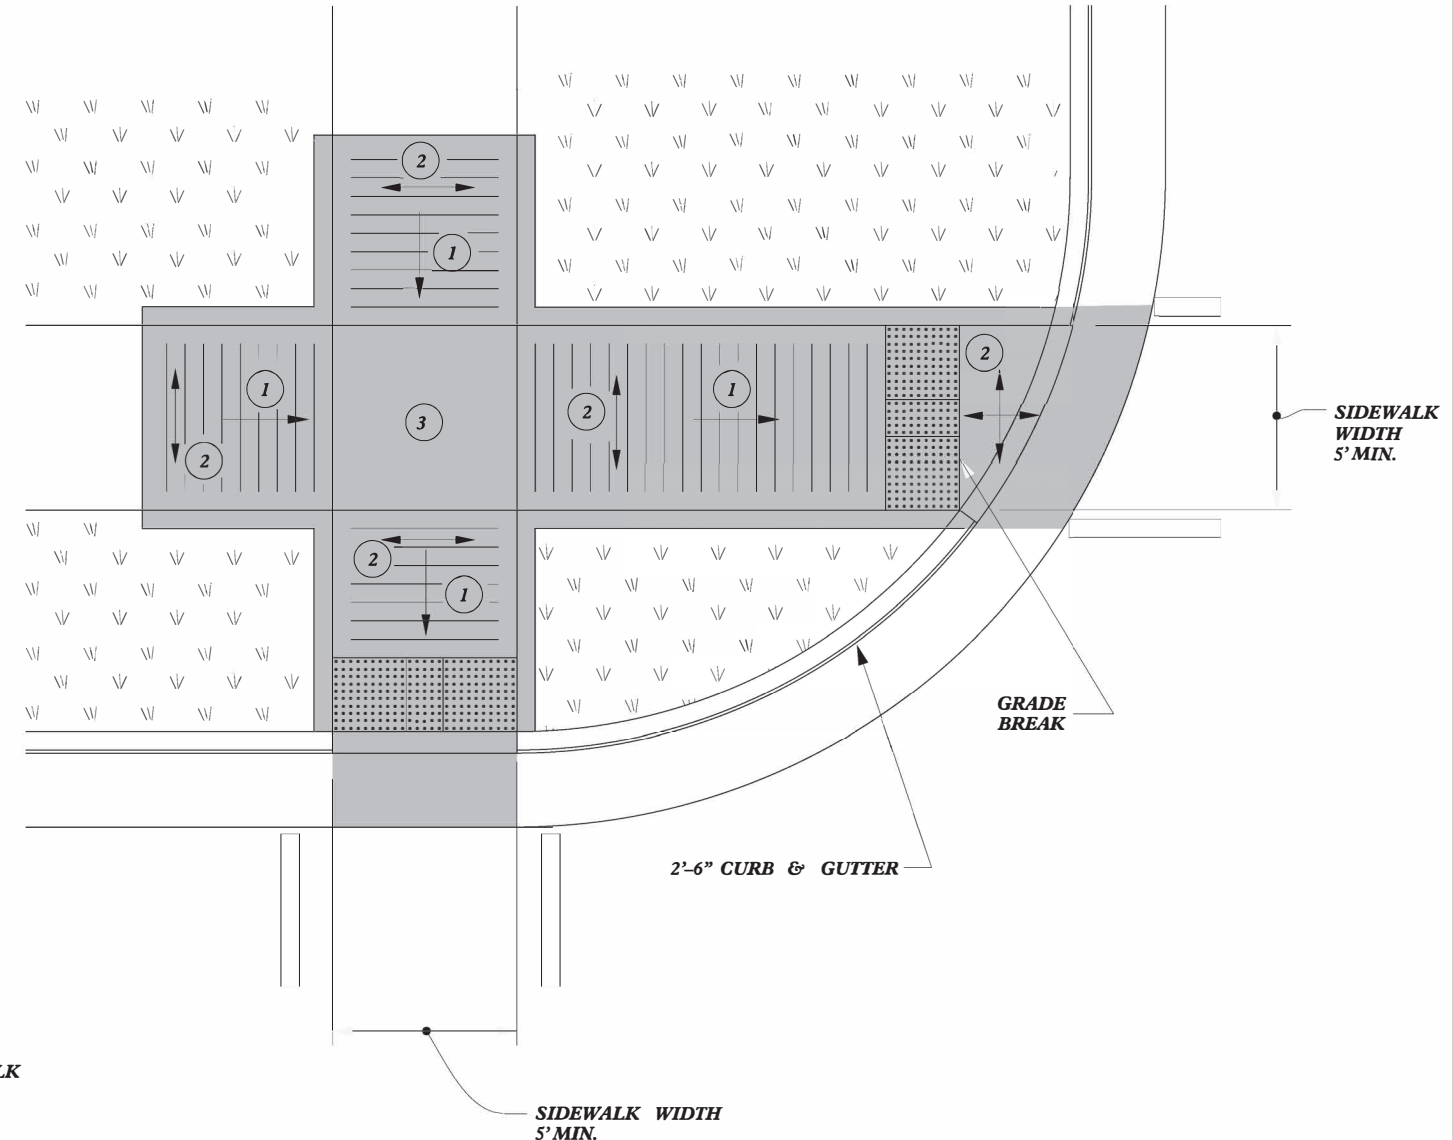 2
1
1
2
1
2
3
2
SIDEWALK
WIDTH
5' MIN.
2
1
GRADE
BREAK
2'–6" CURB & GUTTER
LK
SIDEWALK WIDTH
5' MIN.